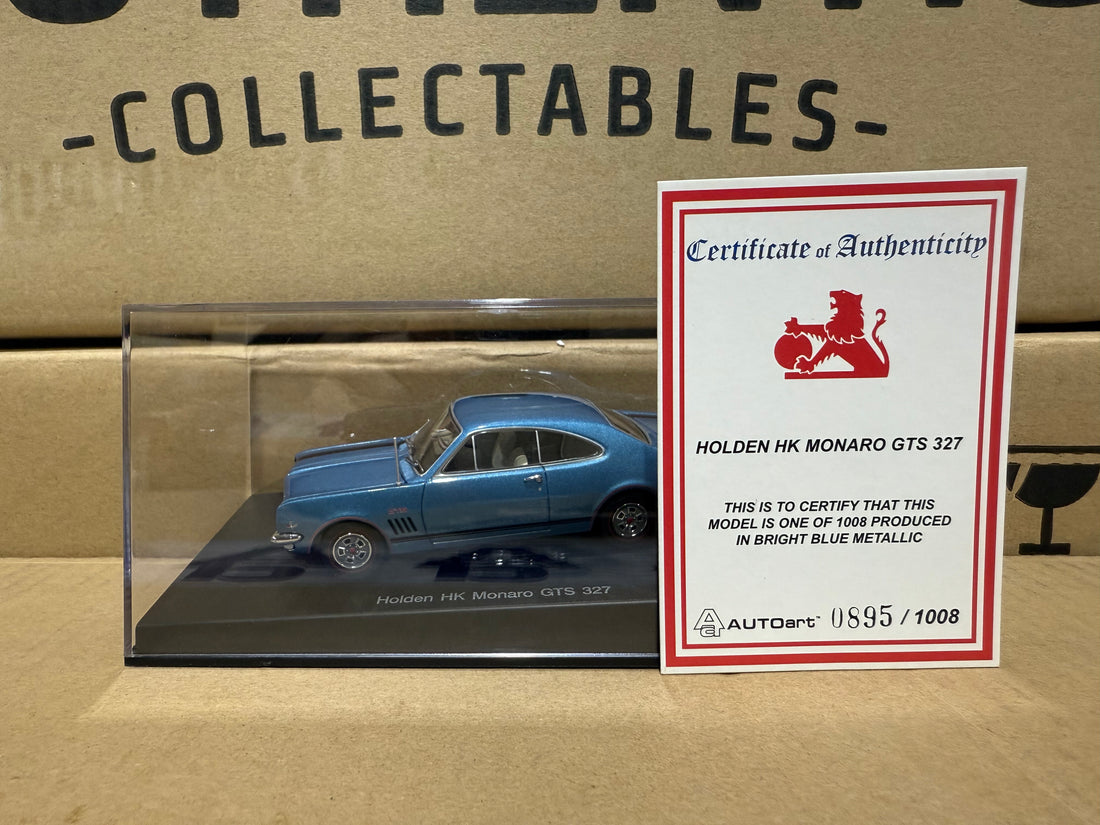 -COLLECTABLES-
Certificate of Authenticity
HOLDEN HK MONARO GTS 327
THIS IS TO CERTIFY THAT THIS
MODEL IS ONE OF 1008 PRODUCED
IN BRIGHT BLUE METALLIC
AUTOart™ 0895 / 1008
Holden HK Monaro GTS 327